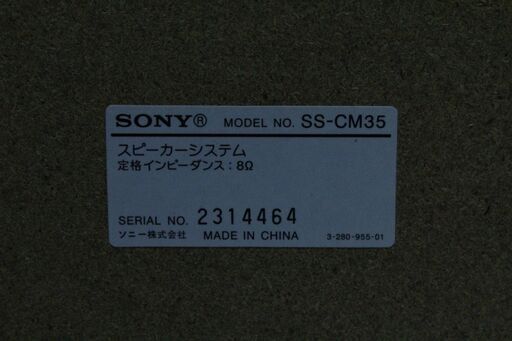 SONY® MODEL NO. SS-CM35
スピーカーシステム
定格インピーダンス：8Ω
SERIAL NO. 2314464
ソニー株式会社 MADE IN CHINA 3-280-955-01